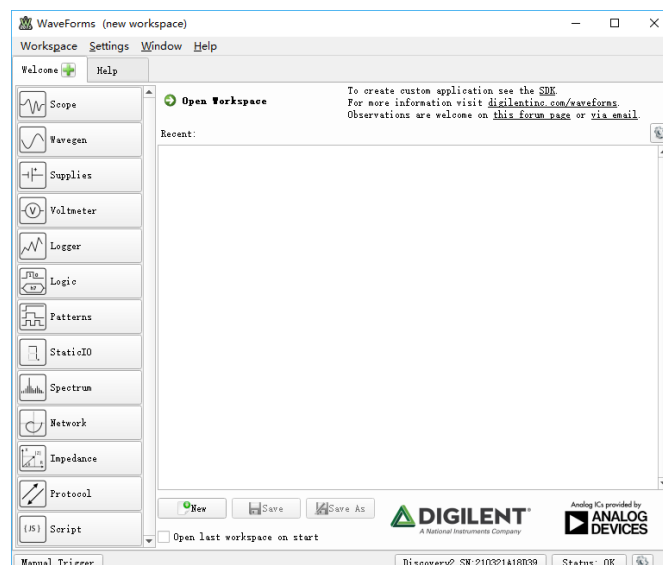 WaveForms (new workspace)
Workspace Settings Window Help
Welcome Help
Scope
Wavegen
Supplies
Voltmeter
Logger
Logic
Patterns
StaticIO
Spectrum
Network
Impedance
Protocol
{JS} Script
Open Workspace
To create custom application see the SDK.
For more information visit digilentinc.com/waveforms.
Observations are welcome on this forum page or via email.
Recent:
New Save Save As
Open last workspace on start
DIGILENT
A National Instruments Company
Analog ICs provided by
ANALOG
DEVICES
Manual Trigger Discovery2 SN:210321A18D39 Status: OK